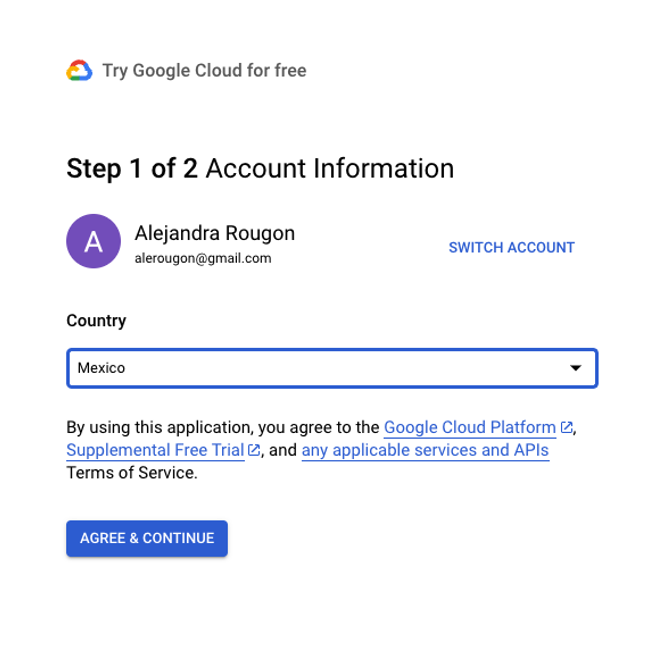 Try Google Cloud for free
Step 1 of 2 Account Information
A
Alejandra Rougon
alerougon@gmail.com
SWITCH ACCOUNT
Country
Mexico
By using this application, you agree to the Google Cloud Platform,
Supplemental Free Trial, and any applicable services and APIs
Terms of Service.
AGREE & CONTINUE